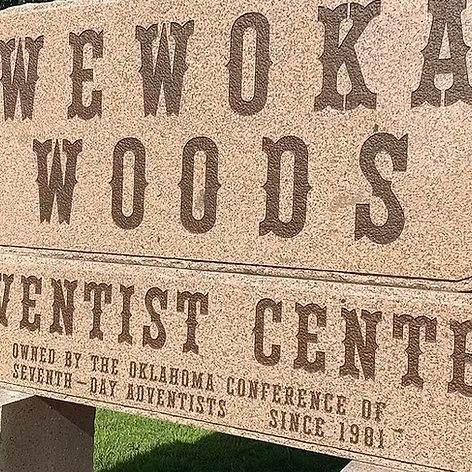 WEWOKA
WOODS
VENTIST CENTE
OWNED BY THE OKLAHOMA CONFERENCE OF
SEVENTH-DAY ADVENTISTS SINCE 1981